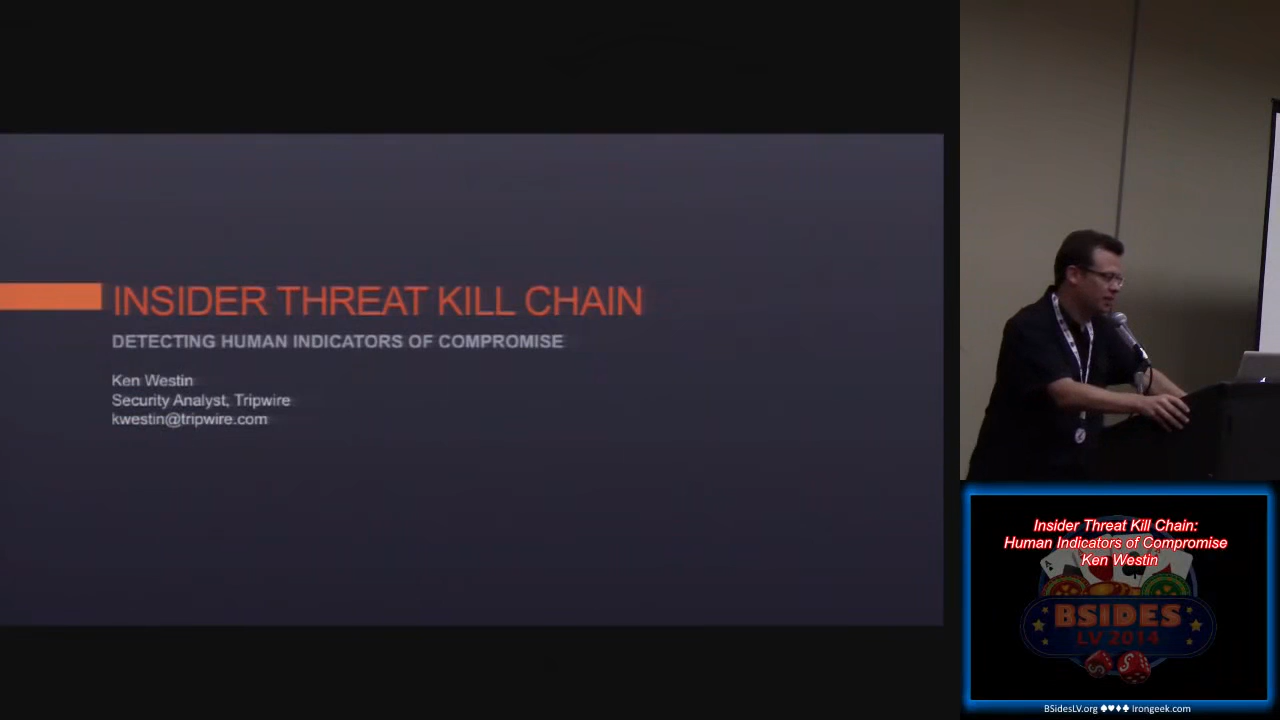 INSIDER THREAT KILL CHAIN
DETECTING HUMAN INDICATORS OF COMPROMISE
Ken Westin
Security Analyst, Tripwire
kwestin@tripwire.com
Insider Threat Kill Chain:
Human Indicators of Compromise
Ken Westin
BSIDES
LV 2014
BSidesLV.org ♠♥♦♣ Irongeek.com